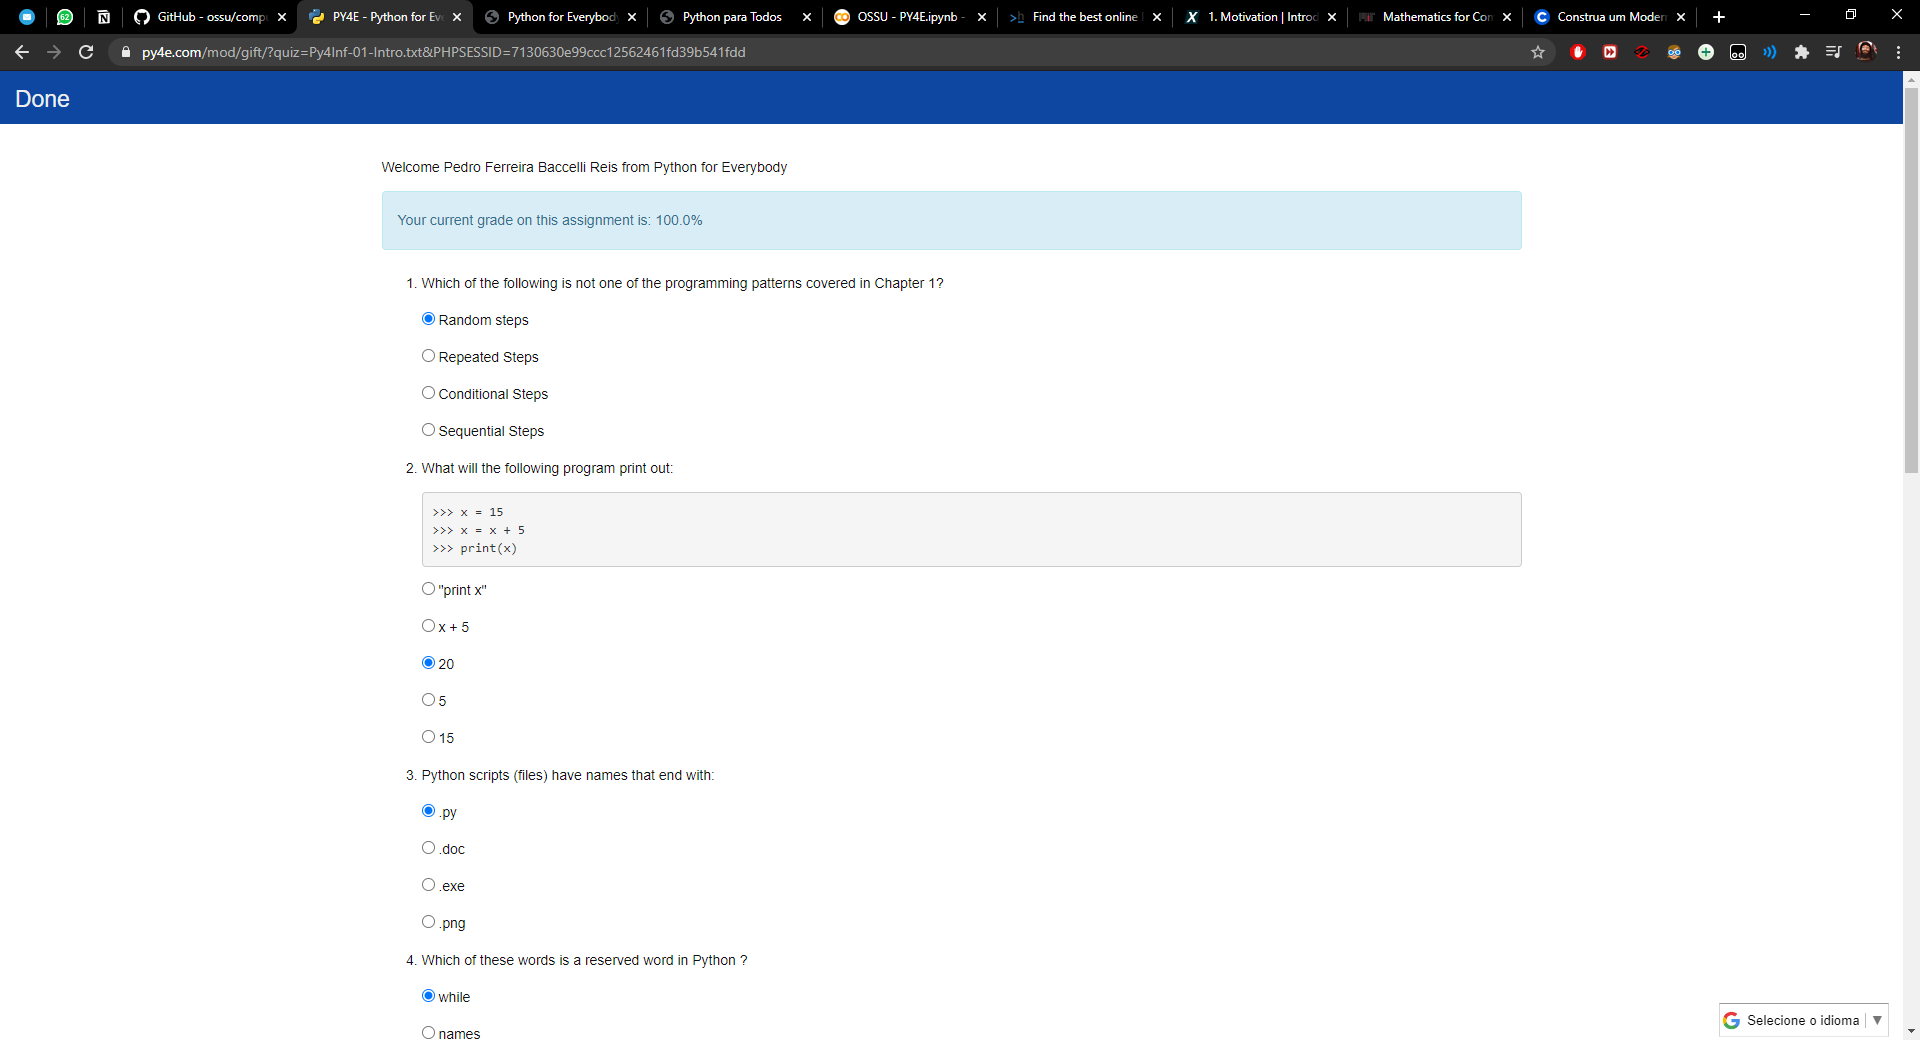 62
GitHub - ossu/comp
PY4E - Python for Ev
Python for Everybod
Python para Todos
OSSU - PY4E.ipynb -
Find the best online
1. Motivation | Introd
Mathematics for Com
Construa um Modern
py4e.com/mod/gift/?quiz=Py4Inf-01-Intro.txt&PHPSESSID=7130630e99ccc12562461fd39b541fdd
Done
Welcome Pedro Ferreira Baccelli Reis from Python for Everybody
Your current grade on this assignment is: 100.0%
1. Which of the following is not one of the programming patterns covered in Chapter 1?
Random steps
Repeated Steps
Conditional Steps
Sequential Steps
2. What will the following program print out:
>>> x = 15
>>> x = x + 5
>>> print(x)
"print x"
x + 5
20
5
15
3. Python scripts (files) have names that end with:
.py
.doc
.exe
.png
4. Which of these words is a reserved word in Python ?
while
names
Selecione o idioma